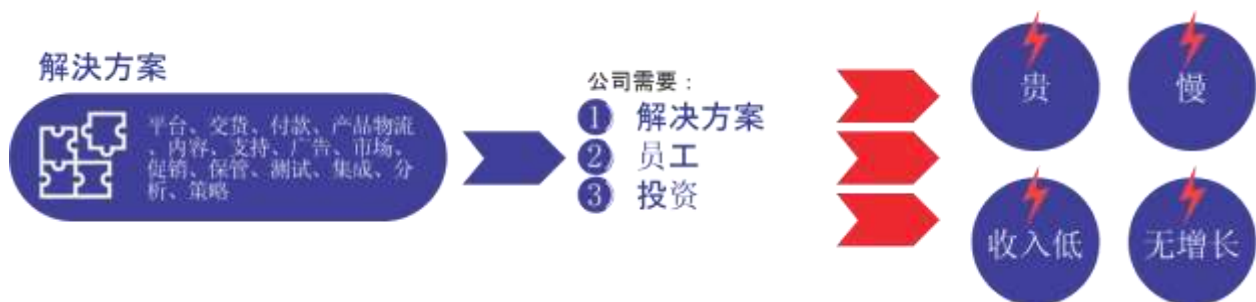 解决方案
平台、交货、付款、产品物流
、内容、支持、广告、市场、
促销、保管、测试、集成、分
析、策略
公司需要：
1 解决方案
2 员工
3 投资
贵
慢
收入低
无增长